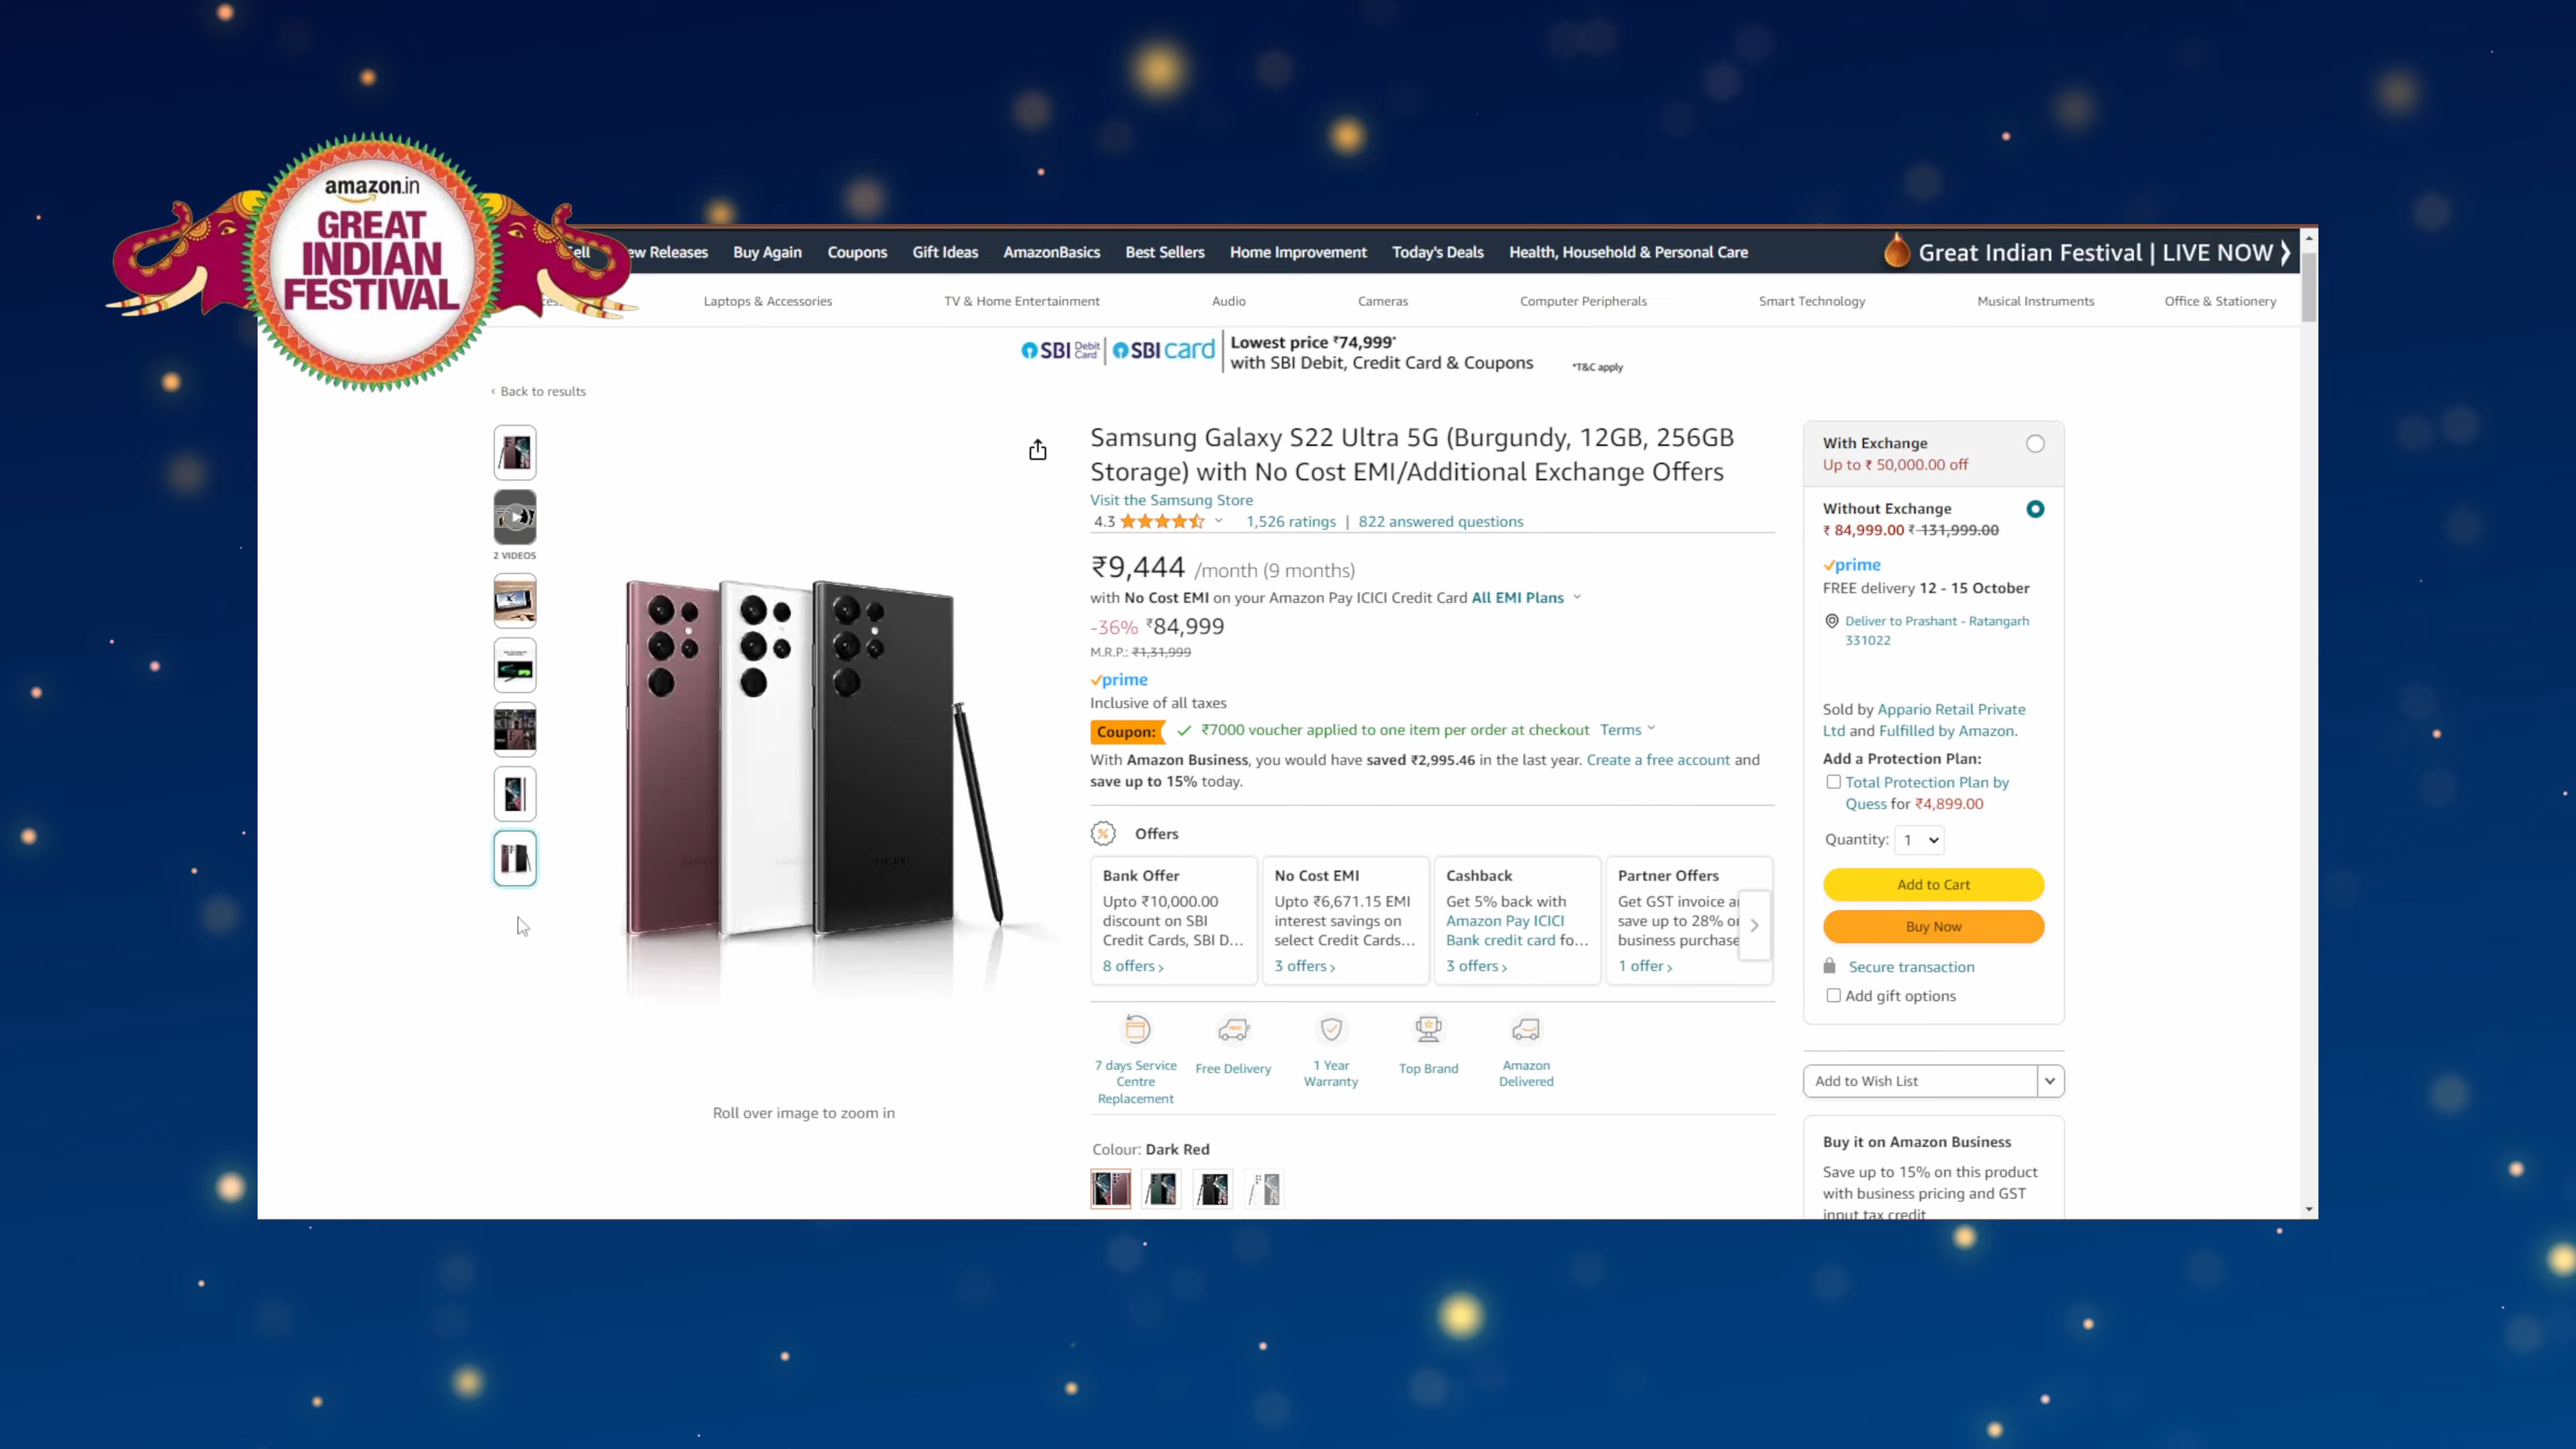 amazon.in
GREAT
INDIAN
FESTIVAL
ell
ew Releases
Buy Again
Coupons
Gift Ideas
AmazonBasics
Best Sellers
Home Improvement
Today's Deals
Health, Household & Personal Care
Great Indian Festival | LIVE NOW
Laptops & Accessories
TV & Home Entertainment
Audio
Cameras
Computer Peripherals
Smart Technology
Musical Instruments
Office & Stationery
SBI Debit Card | SBI card
Lowest price ₹74,999*
with SBI Debit, Credit Card & Coupons
*T&C apply
‹ Back to results
2 VIDEOS
Roll over image to zoom in
Samsung Galaxy S22 Ultra 5G (Burgundy, 12GB, 256GB
Storage) with No Cost EMI/Additional Exchange Offers
Visit the Samsung Store
4.3
1,526 ratings | 822 answered questions
₹9,444 /month (9 months)
with No Cost EMI on your Amazon Pay ICICI Credit Card All EMI Plans
-36% ₹84,999
M.R.P.: ₹1,31,999
prime
Inclusive of all taxes
Coupon: ₹7000 voucher applied to one item per order at checkout Terms
With Amazon Business, you would have saved ₹2,995.46 in the last year. Create a free account and
save up to 15% today.
Offers
Bank Offer
Upto ₹10,000.00
discount on SBI
Credit Cards, SBI D...
8 offers ›
No Cost EMI
Upto ₹6,671.15 EMI
interest savings on
select Credit Cards...
3 offers ›
Cashback
Get 5% back with
Amazon Pay ICICI
Bank credit card fo...
3 offers ›
Partner Offers
Get GST invoice a
save up to 28% o
business purchase
1 offer ›
7 days Service
Centre
Replacement
Free Delivery
1 Year
Warranty
Top Brand
Amazon
Delivered
Colour: Dark Red
With Exchange
Up to ₹ 50,000.00 off
Without Exchange
₹ 84,999.00 ₹ 131,999.00
prime
FREE delivery 12 - 15 October
Deliver to Prashant - Ratangarh
331022
Sold by Appario Retail Private
Ltd and Fulfilled by Amazon.
Add a Protection Plan:
Total Protection Plan by
Quess for ₹4,899.00
Quantity: 1
Add to Cart
Buy Now
Secure transaction
Add gift options
Add to Wish List
Buy it on Amazon Business
Save up to 15% on this product
with business pricing and GST
input tax credit